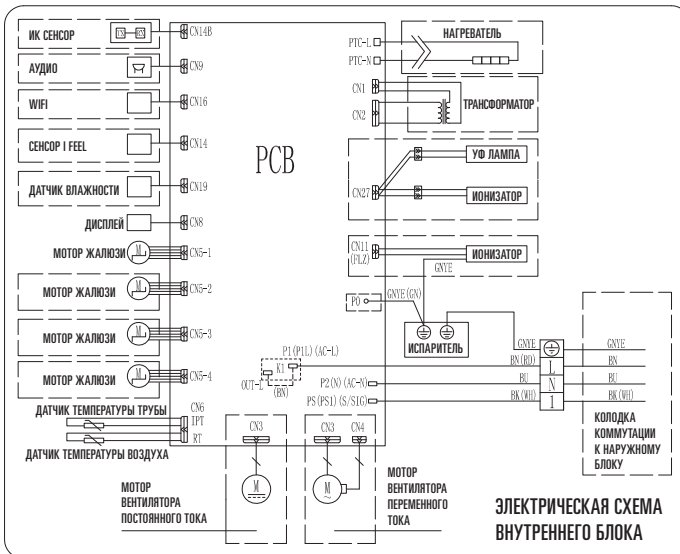 ИК СЕНСОР
TX
RX
CN14B
АУДИО
CN9
WIFI
CN16
СЕНСОР I FEEL
CN14
ДАТЧИК ВЛАЖНОСТИ
CN19
ДИСПЛЕЙ
CN8
МОТОР ЖАЛЮЗИ
M
CN5-1
МОТОР ЖАЛЮЗИ
M
CN5-2
МОТОР ЖАЛЮЗИ
M
CN5-3
МОТОР ЖАЛЮЗИ
M
CN5-4
ДАТЧИК ТЕМПЕРАТУРЫ ТРУБЫ
CN6
IPT
RT
ДАТЧИК ТЕМПЕРАТУРЫ ВОЗДУХА
PCB
PTC-L
PTC-N
НАГРЕВАТЕЛЬ
CN1
CN2
ТРАНСФОРМАТОР
CN27
УФ ЛАМПА
ИОНИЗАТОР
CN11
(FLZ)
ИОНИЗАТОР
GNYE
P0
GNYE(GN)
ИСПАРИТЕЛЬ
P1(P1L)(AC-L)
K1
OUT-L
(BN)
P2(N)(AC-N)
PS(PS1)(S/SIG)
GNYE
GNYE
BN(RD)
L
BN
BU
N
BU
BK(WH)
1
BK(WH)
КОЛОДКА
КОММУТАЦИИ
К НАРУЖНОМУ
БЛОКУ
CN3
M
МОТОР
ВЕНТИЛЯТОРА
ПОСТОЯННОГО ТОКА
CN3
CN4
M
МОТОР
ВЕНТИЛЯТОРА
ПЕРЕМЕННОГО
ТОКА
ЭЛЕКТРИЧЕСКАЯ СХЕМА
ВНУТРЕННЕГО БЛОКА